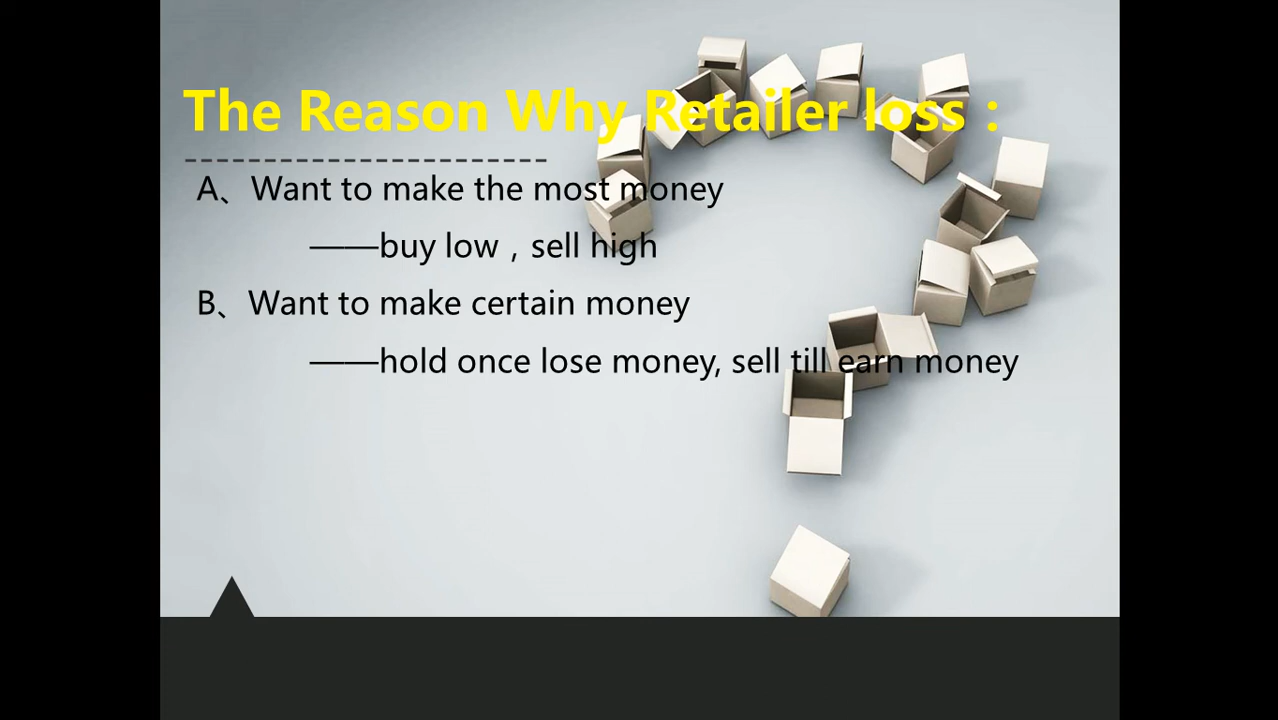 The Reason Why Retailer loss：
A、Want to make the most money
——buy low，sell high
B、Want to make certain money
——hold once lose money, sell till earn money